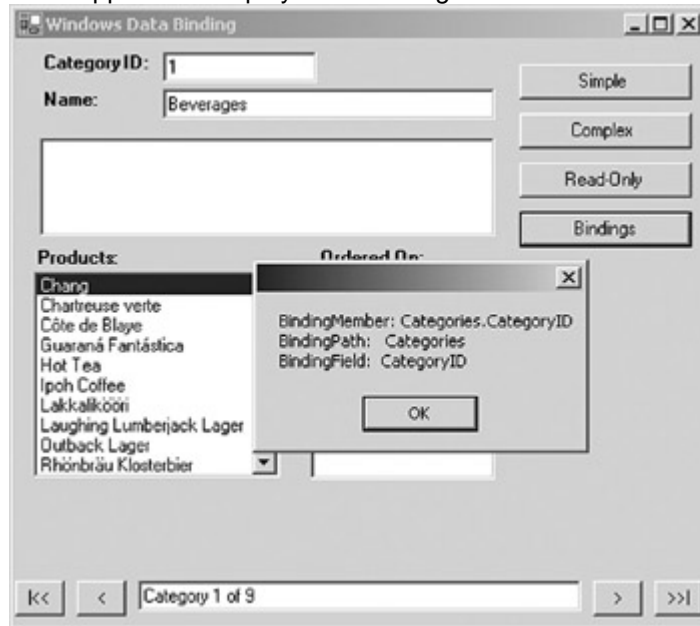 Windows Data Binding
CategoryID: 1
Name: Beverages
Simple
Complex
Read-Only
Bindings
Products:
Ordered On:
Chang
Chartreuse verte
Côte de Blaye
Guaraná Fantástica
Hot Tea
Ipoh Coffee
Lakkalikööri
Laughing Lumberjack Lager
Outback Lager
Rhönbräu Klosterbier
BindingMember: Categories.CategoryID
BindingPath: Categories
BindingField: CategoryID
OK
|<<
<
Category 1 of 9
>
>>|